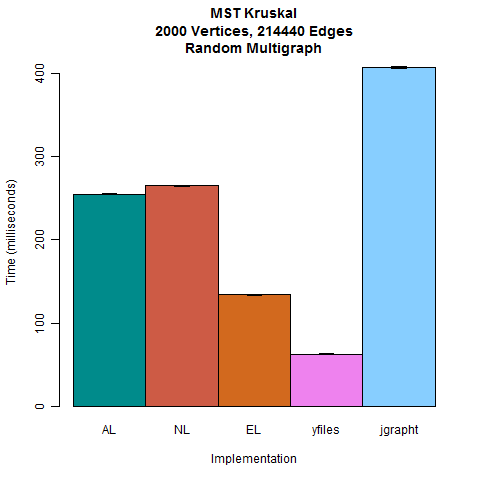 MST Kruskal
2000 Vertices, 214440 Edges
Random Multigraph
Time (milliseconds)
400
300
200
100
0
AL NL EL yfiles jgrapht
Implementation